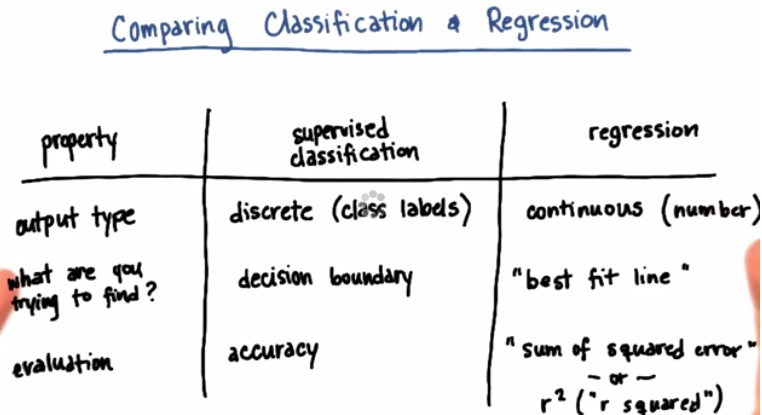 Comparing Classification & Regression
property
supervised
classification
regression
output type
discrete (class labels)
continuous (number)
what are you
trying to find?
decision boundary
"best fit line"
evaluation
accuracy
"sum of squared error"
- or -
r² ("r squared")